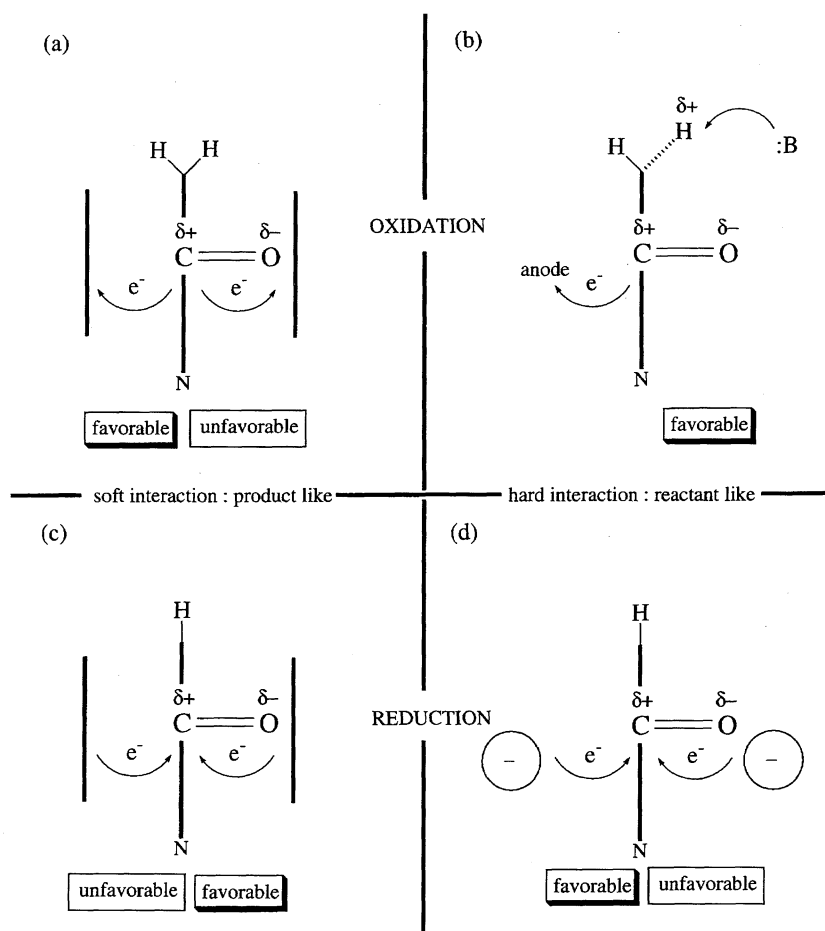 (a)
H H
δ+ δ−
C O
e⁻ e⁻
N
favorable unfavorable
(b)
δ+
H H
:B
δ+ δ−
C O
anode e⁻
N
favorable
OXIDATION
soft interaction : product like
hard interaction : reactant like
(c)
H
δ+ δ−
C O
e⁻ e⁻
N
unfavorable favorable
REDUCTION
(d)
H
δ+ δ−
C O
− e⁻ e⁻ −
N
favorable unfavorable